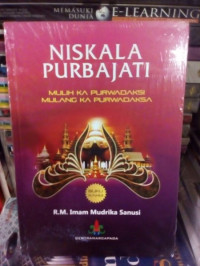 MEMASUKI DUNIA E-LEARNING
NISKALA
PURBAJATI
MULIH KA PURWADAKSI
MULANG KA PURWADAKSA
R.M. Imam Mudrika Sanusi